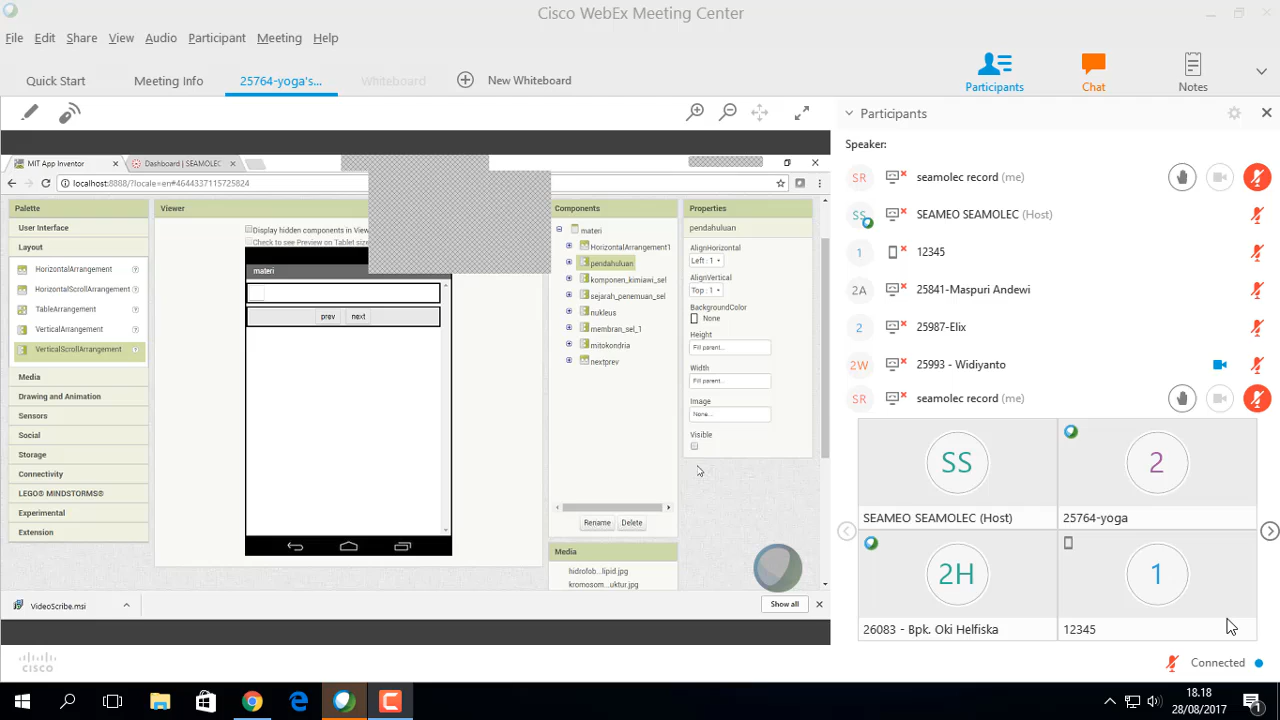 Cisco WebEx Meeting Center
File Edit Share View Audio Participant Meeting Help
Quick Start Meeting Info 25764-yoga's... Whiteboard New Whiteboard
Participants Chat Notes
Participants
Speaker:
SR seamolec record (me)
SS SEAMEO SEAMOLEC (Host)
1 12345
2A 25841-Maspuri Andewi
2 25987-Elix
2W 25993 - Widiyanto
SR seamolec record (me)
SS
SEAMEO SEAMOLEC (Host)
2
25764-yoga
2H
26083 - Bpk. Oki Helfiska
1
12345
Connected
MIT App Inventor
Dashboard | SEAMOLEC
localhost:8888/?locale=en#4644337115725824
Palette
User Interface
Layout
HorizontalArrangement
HorizontalScrollArrangement
TableArrangement
VerticalArrangement
VerticalScrollArrangement
Media
Drawing and Animation
Sensors
Social
Storage
Connectivity
LEGO® MINDSTORMS®
Experimental
Extension
Viewer
Display hidden components in View
Check to see Preview on Tablet size
materi
prev next
Components
materi
HorizontalArrangement1
pendahuluan
komponen_kimiawi_sel
sejarah_penemuan_sel
nukleus
membran_sel_1
mitokondria
nextprev
Rename Delete
Media
hidrofob...lipid.jpg
kromosom...uktur.jpg
Properties
pendahuluan
AlignHorizontal
Left : 1
AlignVertical
Top : 1
BackgroundColor
None
Height
Fill parent...
Width
Fill parent...
Image
None...
Visible
VideoScribe.msi
Show all
cisco
18.18
28/08/2017
1